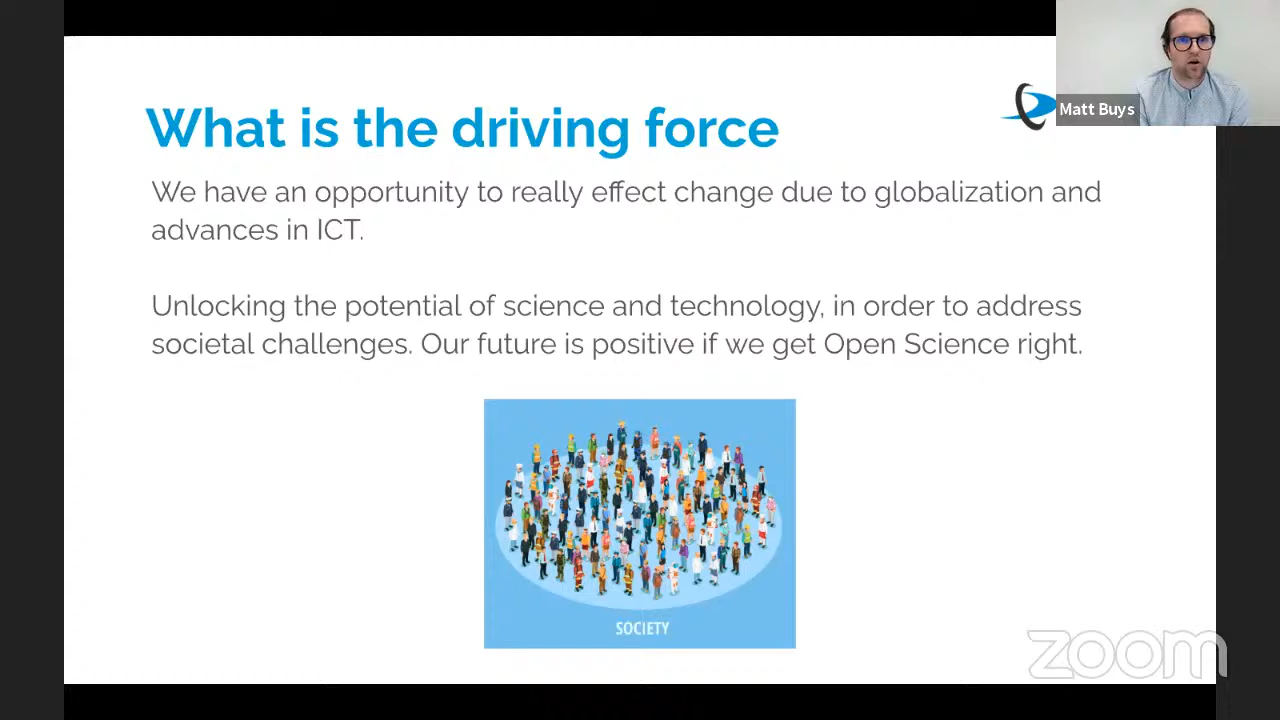 Matt Buys
What is the driving force
We have an opportunity to really effect change due to globalization and
advances in ICT.
Unlocking the potential of science and technology, in order to address
societal challenges. Our future is positive if we get Open Science right.
SOCIETY
zoom